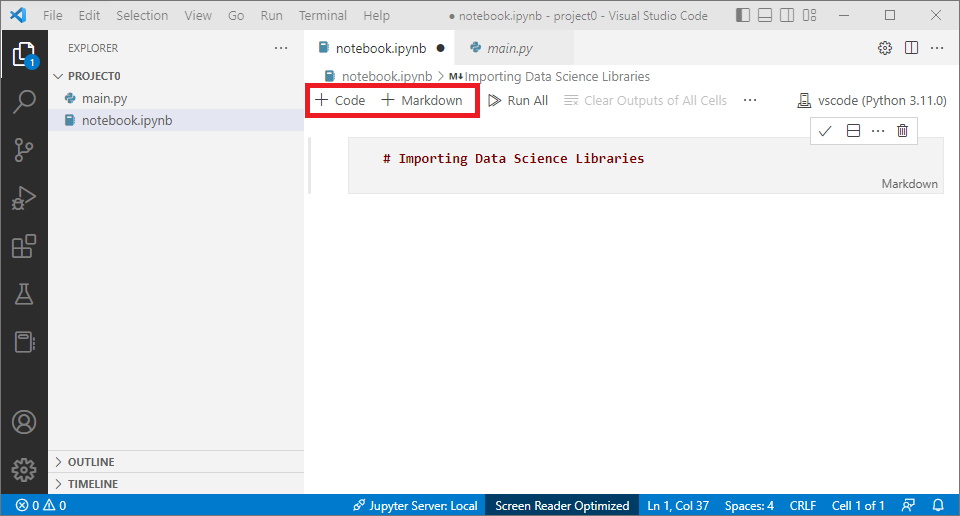 File Edit Selection View Go Run Terminal Help ● notebook.ipynb - project0 - Visual Studio Code
EXPLORER ···
notebook.ipynb ● main.py ···
PROJECT0
notebook.ipynb > M↓ Importing Data Science Libraries
main.py
+ Code + Markdown Run All Clear Outputs of All Cells ··· vscode (Python 3.11.0)
notebook.ipynb
···
# Importing Data Science Libraries
Markdown
1
OUTLINE
TIMELINE
0 0 Jupyter Server: Local Screen Reader Optimized Ln 1, Col 37 Spaces: 4 CRLF Cell 1 of 1